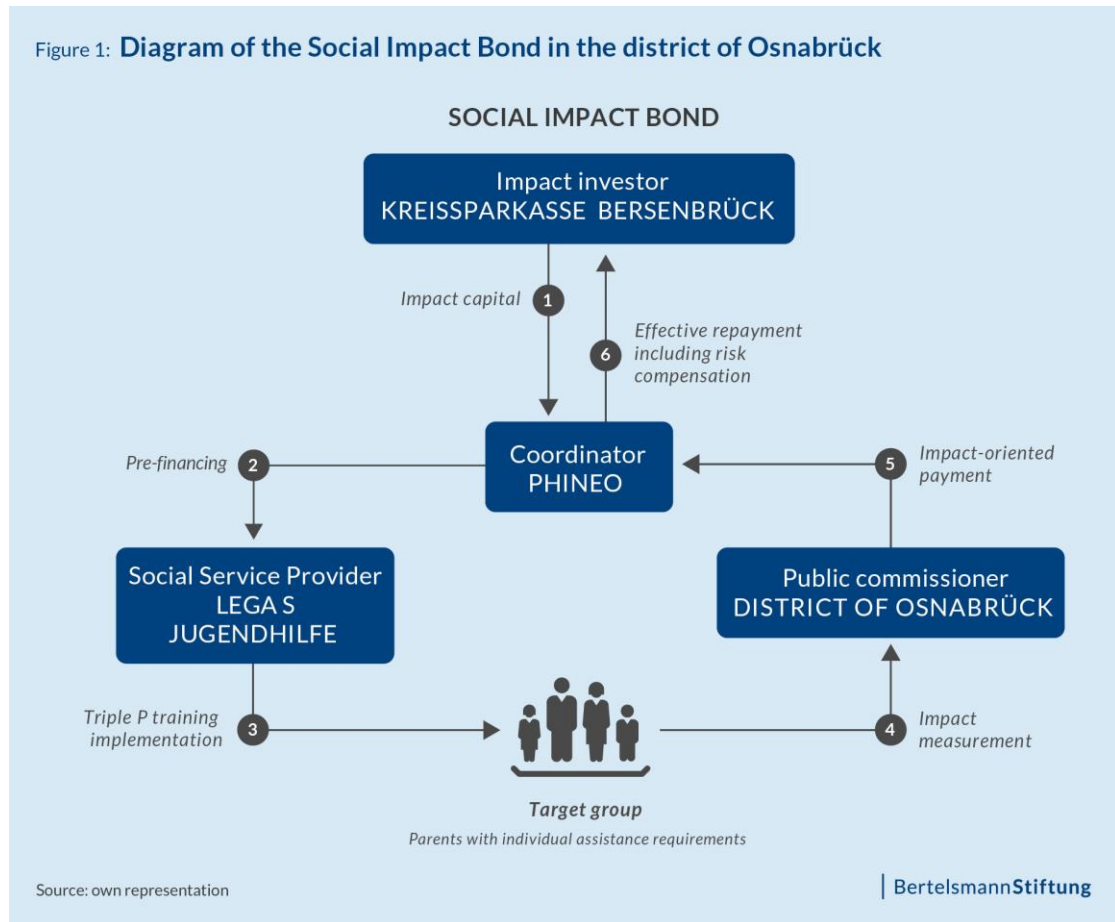 Figure 1: Diagram of the Social Impact Bond in the district of Osnabrück
SOCIAL IMPACT BOND
Impact investor
KREISSPARKASSE BERSENBRÜCK
Impact capital
1
6
Effective repayment
including risk
compensation
Coordinator
PHINEO
Pre-financing
2
5
Impact-oriented
payment
Social Service Provider
LEGA S
JUGENDHILFE
Public commissioner
DISTRICT OF OSNABRÜCK
Triple P training
implementation
3
4
Impact
measurement
Target group
Parents with individual assistance requirements
Source: own representation
BertelsmannStiftung